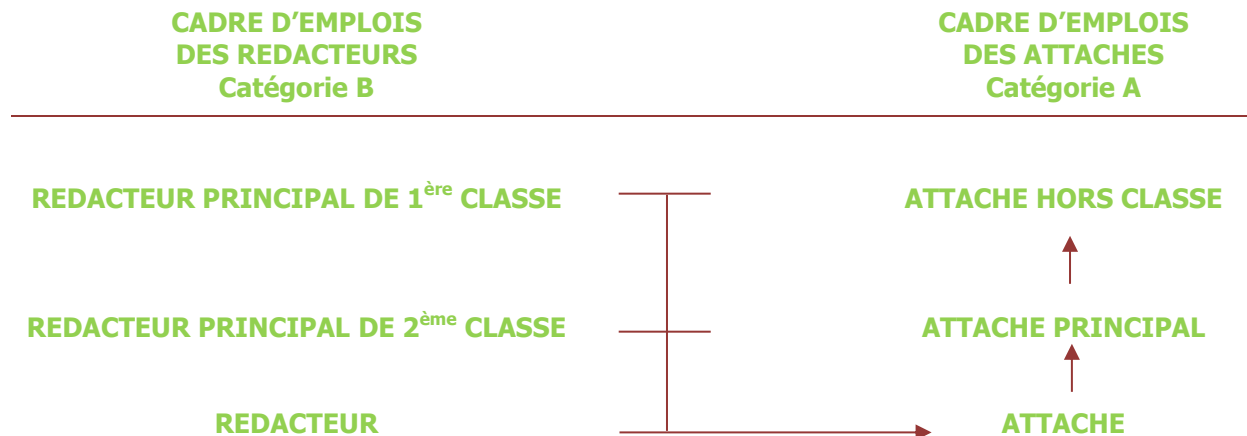 CADRE D'EMPLOIS
DES REDACTEURS
Catégorie B
CADRE D'EMPLOIS
DES ATTACHES
Catégorie A
REDACTEUR PRINCIPAL DE 1ère CLASSE
ATTACHE HORS CLASSE
REDACTEUR PRINCIPAL DE 2ème CLASSE
ATTACHE PRINCIPAL
REDACTEUR
ATTACHE